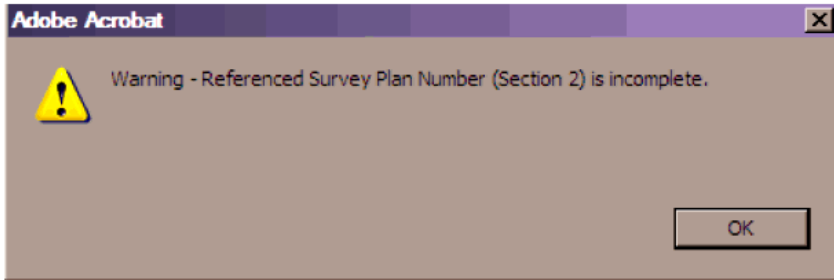 Adobe Acrobat
Warning - Referenced Survey Plan Number (Section 2) is incomplete.
OK